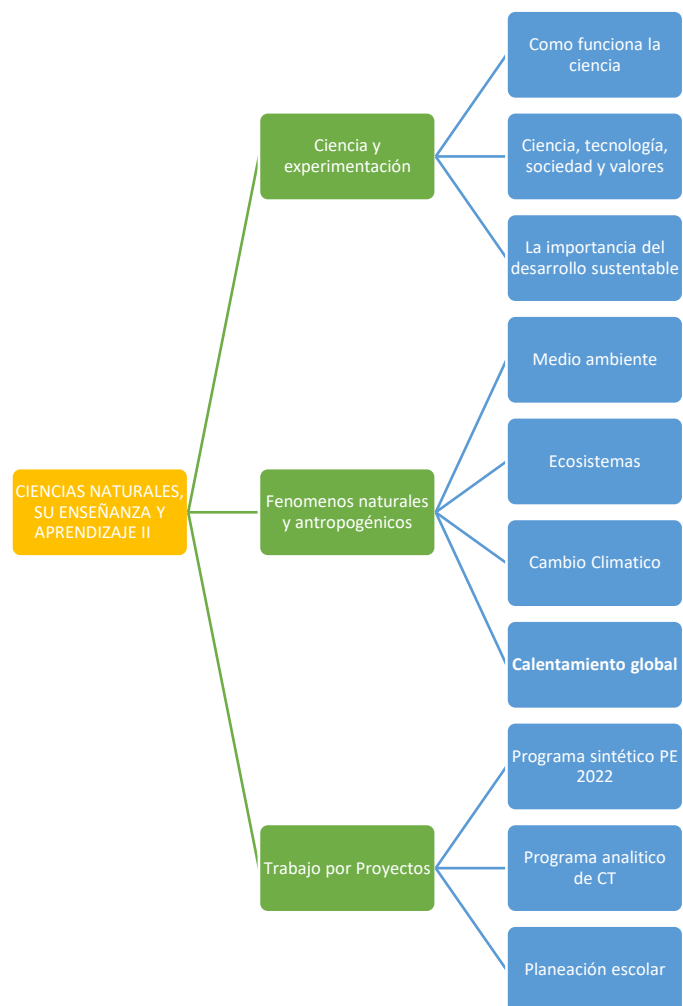 Como funciona la
ciencia
Ciencia y
experimentación
Ciencia, tecnología,
sociedad y valores
La importancia del
desarrollo sustentable
Medio ambiente
Ecosistemas
CIENCIAS NATURALES,
SU ENSEÑANZA Y
APRENDIZAJE II
Fenomenos naturales
y antropogénicos
Cambio Climatico
Calentamiento global
Programa sintético PE
2022
Trabajo por Proyectos
Programa analitico
de CT
Planeación escolar